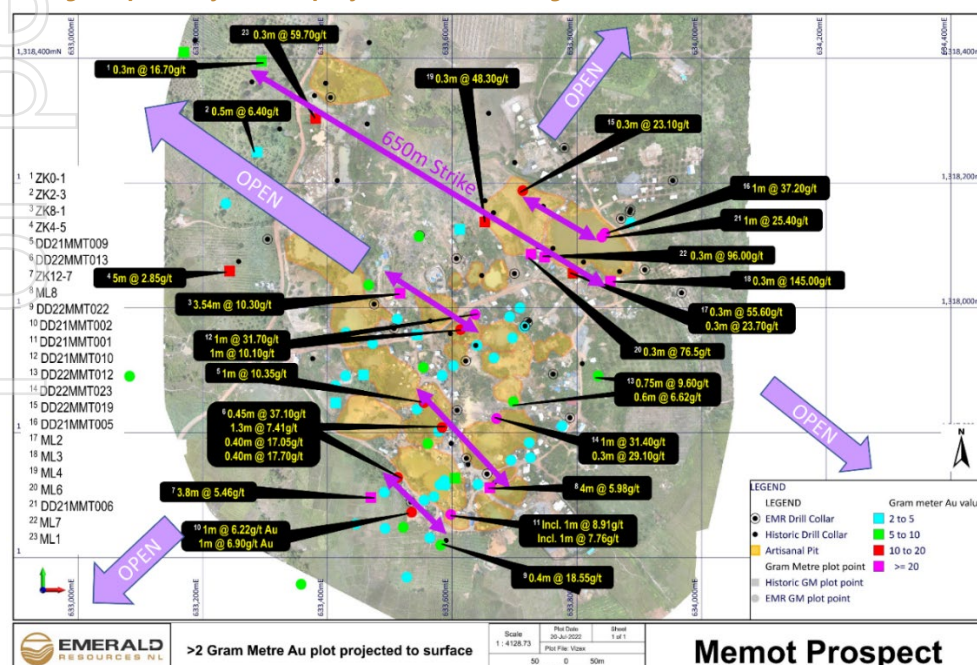 633,000mE
633,400mE
633,600mE
633,800mE
634,200mE
1,318,400mN
1,318,200mN
1,318,000mN
23 0.3m @ 59.70g/t
1 0.3m @ 16.70g/t
19 0.3m @ 48.30g/t
2 0.5m @ 6.40g/t
15 0.3m @ 23.10g/t
OPEN
650m Strike
OPEN
16 1m @ 37.20g/t
21 1m @ 25.40g/t
22 0.3m @ 96.00g/t
4 5m @ 2.85g/t
18 0.3m @ 145.00g/t
3 3.54m @ 10.30g/t
17 0.3m @ 55.60g/t
0.3m @ 23.70g/t
12 1m @ 31.70g/t
1m @ 10.10g/t
20 0.3m @ 76.5g/t
5 1m @ 10.35g/t
13 0.75m @ 9.60g/t
0.6m @ 6.62g/t
6 0.45m @ 37.10g/t
1.3m @ 7.41g/t
0.40m @ 17.05g/t
0.40m @ 17.70g/t
OPEN
14 1m @ 31.40g/t
0.3m @ 29.10g/t
7 3.8m @ 5.46g/t
8 4m @ 5.98g/t
10 1m @ 6.22g/t Au
1m @ 6.90g/t Au
11 Incl. 1m @ 8.91g/t
Incl. 1m @ 7.76g/t
OPEN
9 0.4m @ 18.55g/t
1 ZK0-1
2 ZK2-3
3 ZK8-1
4 ZK4-5
5 DD21MMT009
6 DD22MMT013
7 ZK12-7
8 ML8
9 DD22MMT022
10 DD21MMT002
11 DD21MMT001
12 DD21MMT010
13 DD22MMT012
14 DD22MMT023
15 DD22MMT019
16 DD21MMT005
17 ML2
18 ML3
19 ML4
20 ML6
21 DD21MMT006
22 ML7
23 ML1
N
LEGEND
LEGEND
EMR Drill Collar
Historic Drill Collar
Artisanal Pit
Gram Metre plot point
Historic GM plot point
EMR GM plot point
Gram meter Au valu
2 to 5
5 to 10
10 to 20
>= 20
633,000mE
633,400mE
633,600mE
633,800mE
634,200mE
EMERALD
RESOURCES NL
>2 Gram Metre Au plot projected to surface
Scale
1 : 4128.73
Plot Date
20-Jul-2022
Sheet
1 of 1
Plot File: Vizex
50 0 50m
Memot Prospect